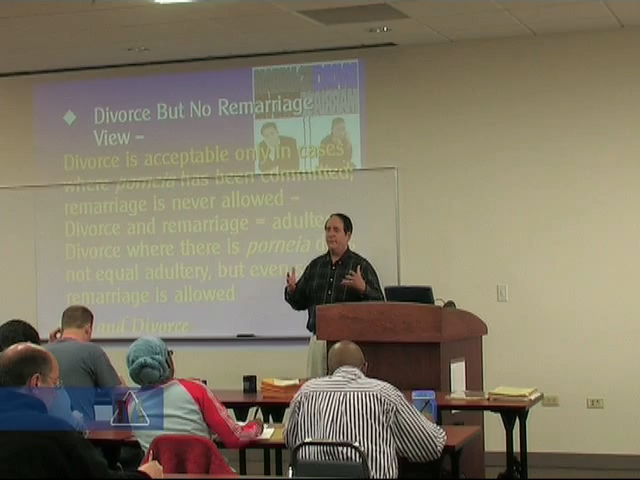 Divorce But No Remarriage
View –
Divorce is acceptable only in cases
where porneia has been committed,
remarriage is never allowed –
Divorce and remarriage = adulte
Divorce where there is porneia
not equal adultery, but even
remarriage is allowed
and Divorce